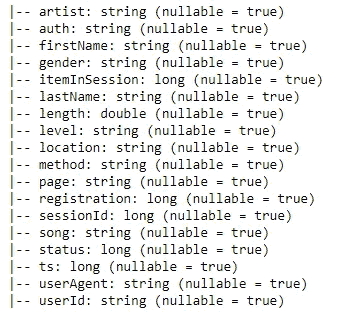 |-- artist: string (nullable = true)
|-- auth: string (nullable = true)
|-- firstName: string (nullable = true)
|-- gender: string (nullable = true)
|-- itemInSession: long (nullable = true)
|-- lastName: string (nullable = true)
|-- length: double (nullable = true)
|-- level: string (nullable = true)
|-- location: string (nullable = true)
|-- method: string (nullable = true)
|-- page: string (nullable = true)
|-- registration: long (nullable = true)
|-- sessionId: long (nullable = true)
|-- song: string (nullable = true)
|-- status: long (nullable = true)
|-- ts: long (nullable = true)
|-- userAgent: string (nullable = true)
|-- userId: string (nullable = true)